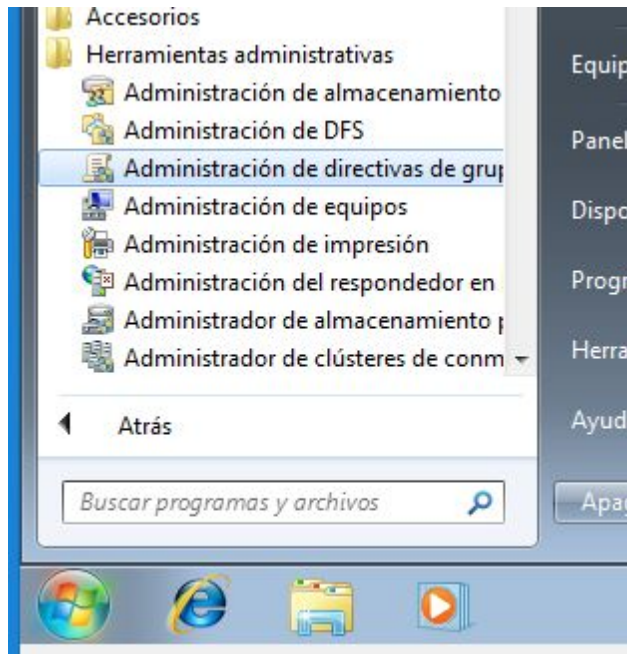 Accesorios
Herramientas administrativas
Administración de almacenamiento
Administración de DFS
Administración de directivas de grup
Administración de equipos
Administración de impresión
Administración del respondedor en
Administrador de almacenamiento p
Administrador de clústeres de conm
Atrás
Buscar programas y archivos
Equip
Panel
Dispo
Progr
Herra
Ayud
Apag